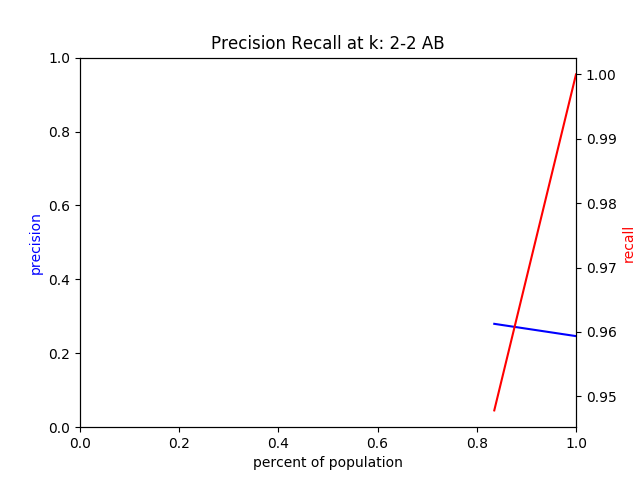 Precision Recall at k: 2-2 AB
1.0
0.8
0.6
0.4
0.2
0.0
precision
1.00
0.99
0.98
0.97
0.96
0.95
recall
0.0 0.2 0.4 0.6 0.8 1.0
percent of population